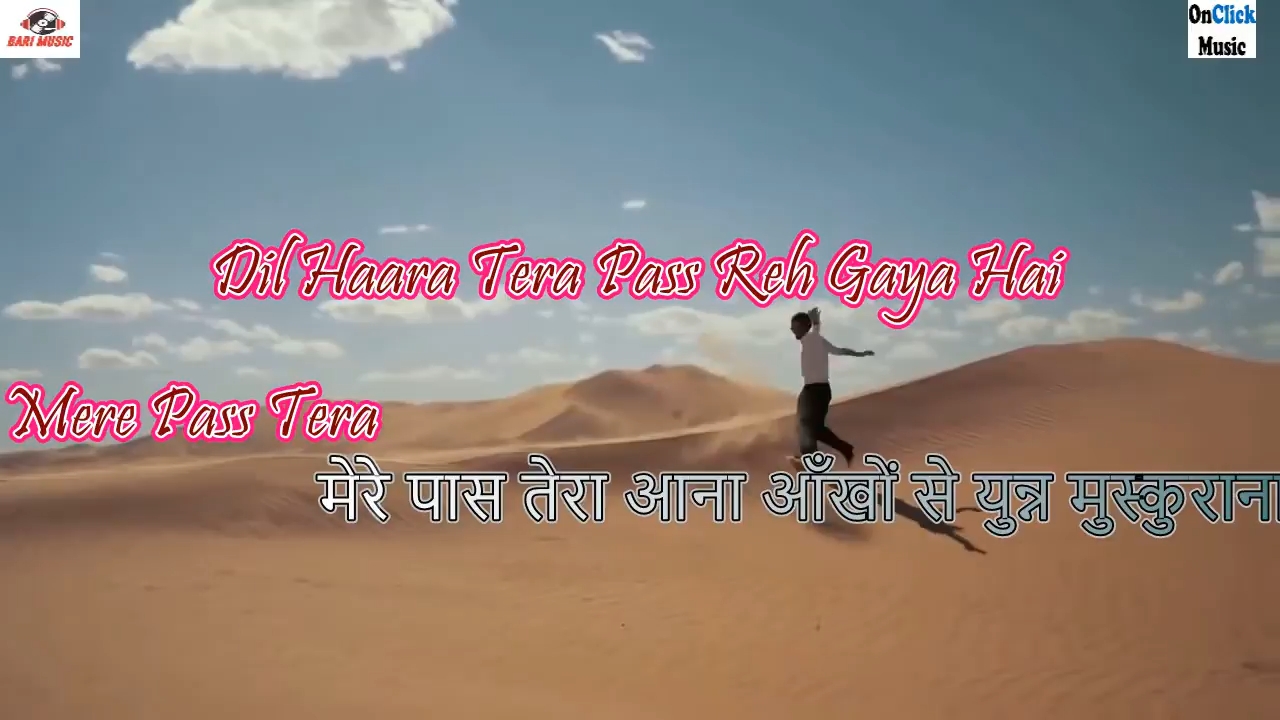 BARI MUSIC
OnClick
Music
Dil Haara Tera Pass Reh Gaya Hai
Mere Pass Tera
मेरे पास तेरा आना आँखों से युन्न मुस्कुराना